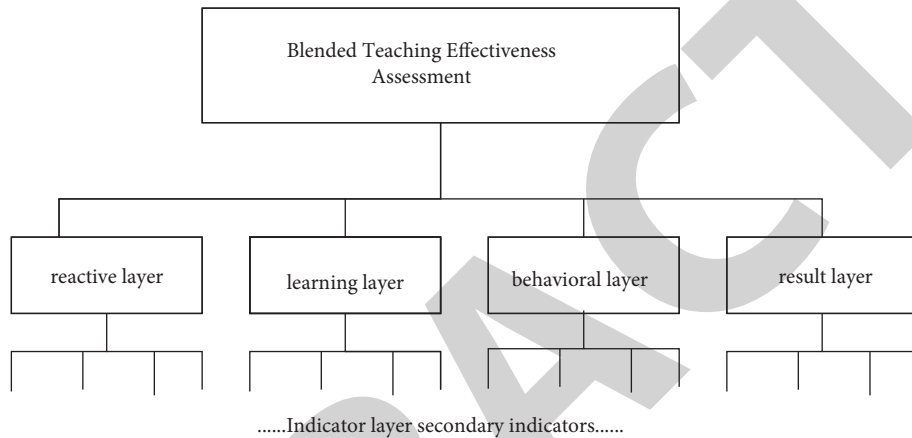 Blended Teaching Effectiveness
Assessment
reactive layer
learning layer
behavioral layer
result layer
......Indicator layer secondary indicators......